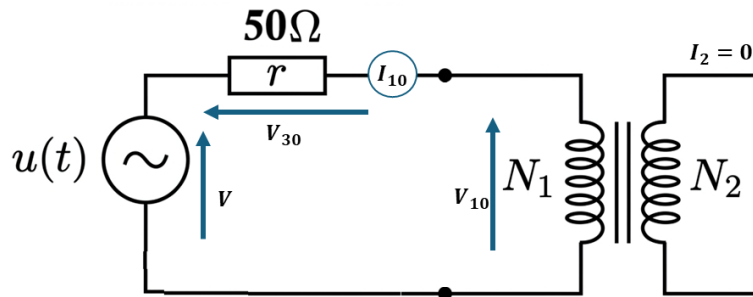 50Ω
r
I₁₀
I₂ = 0
V₃₀
u(t)
V
V₁₀
N₁
N₂